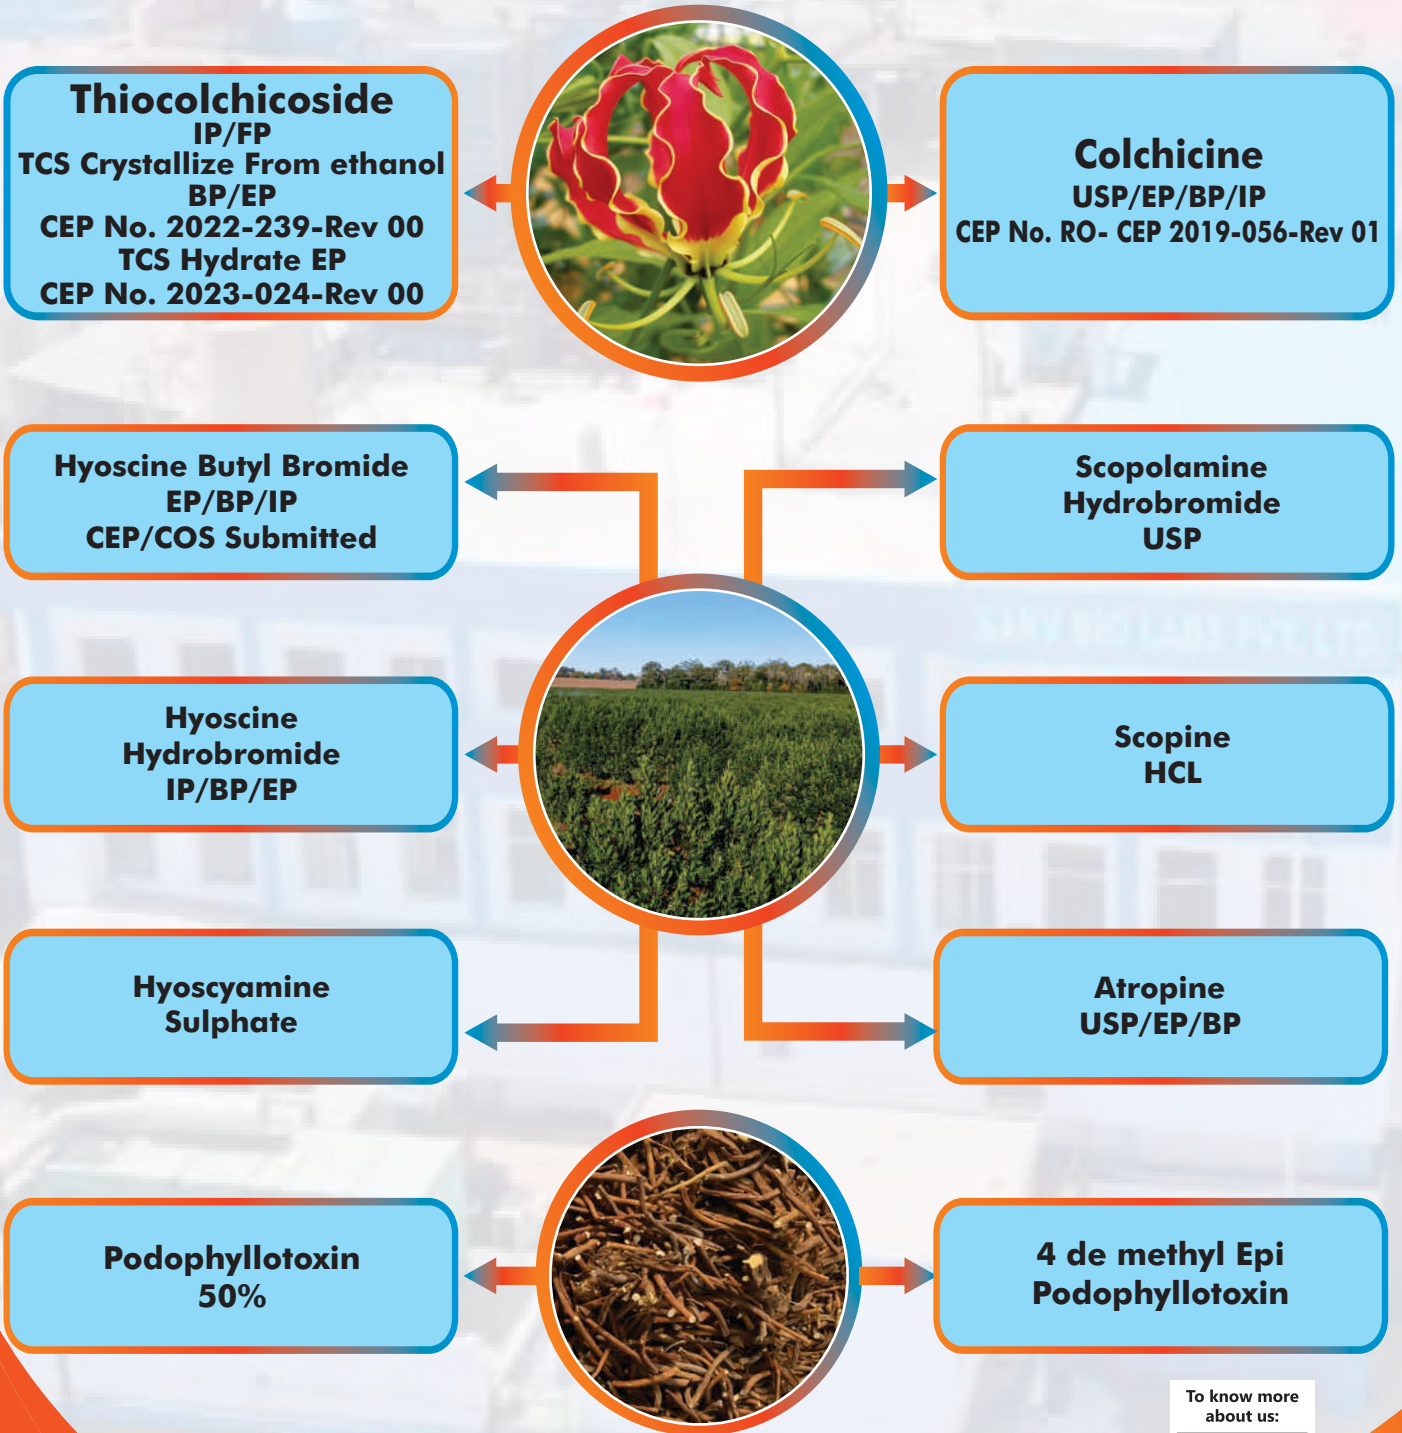 Thiocolchicoside
IP/FP
TCS Crystallize From ethanol
BP/EP
CEP No. 2022-239-Rev 00
TCS Hydrate EP
CEP No. 2023-024-Rev 00
Colchicine
USP/EP/BP/IP
CEP No. RO- CEP 2019-056-Rev 01
Hyoscine Butyl Bromide
EP/BP/IP
CEP/COS Submitted
Scopolamine
Hydrobromide
USP
Hyoscine
Hydrobromide
IP/BP/EP
Scopine
HCL
Hyoscyamine
Sulphate
Atropine
USP/EP/BP
Podophyllotoxin
50%
4 de methyl Epi
Podophyllotoxin
To know more
about us: